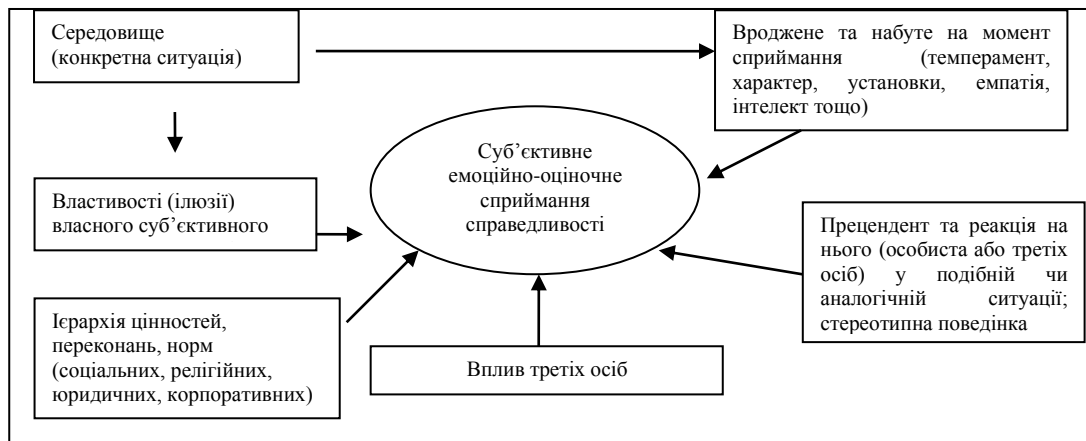 Середовище
(конкретна ситуація)
Вроджене та набуте на момент
сприймання (темперамент,
характер, установки, емпатія,
інтелект тощо)
Суб’єктивне
емоційно-оціночне
сприймання
справедливості
Властивості (ілюзії)
власного суб’єктивного
Прецендент та реакція на
нього (особиста або третіх
осіб) у подібній чи
аналогічній ситуації;
стереотипна поведінка
Ієрархія цінностей,
переконань, норм
(соціальних, релігійних,
юридичних, корпоративних)
Вплив третіх осіб